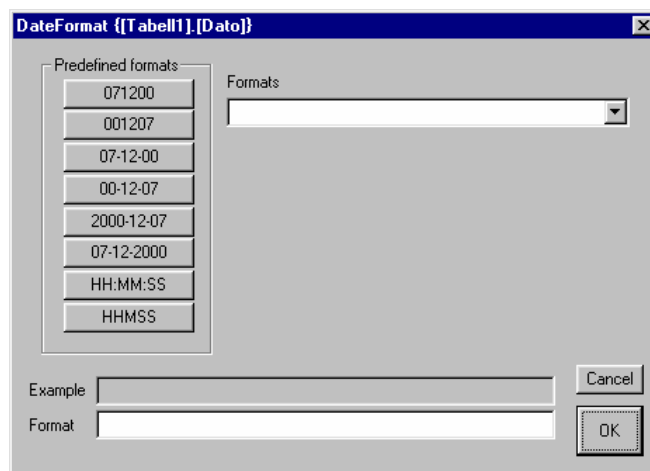 DateFormat {[Tabell1].[Dato]}
Predefined formats
071200
001207
07-12-00
00-12-07
2000-12-07
07-12-2000
HH:MM:SS
HHMSS
Formats
Example
Format
Cancel
OK